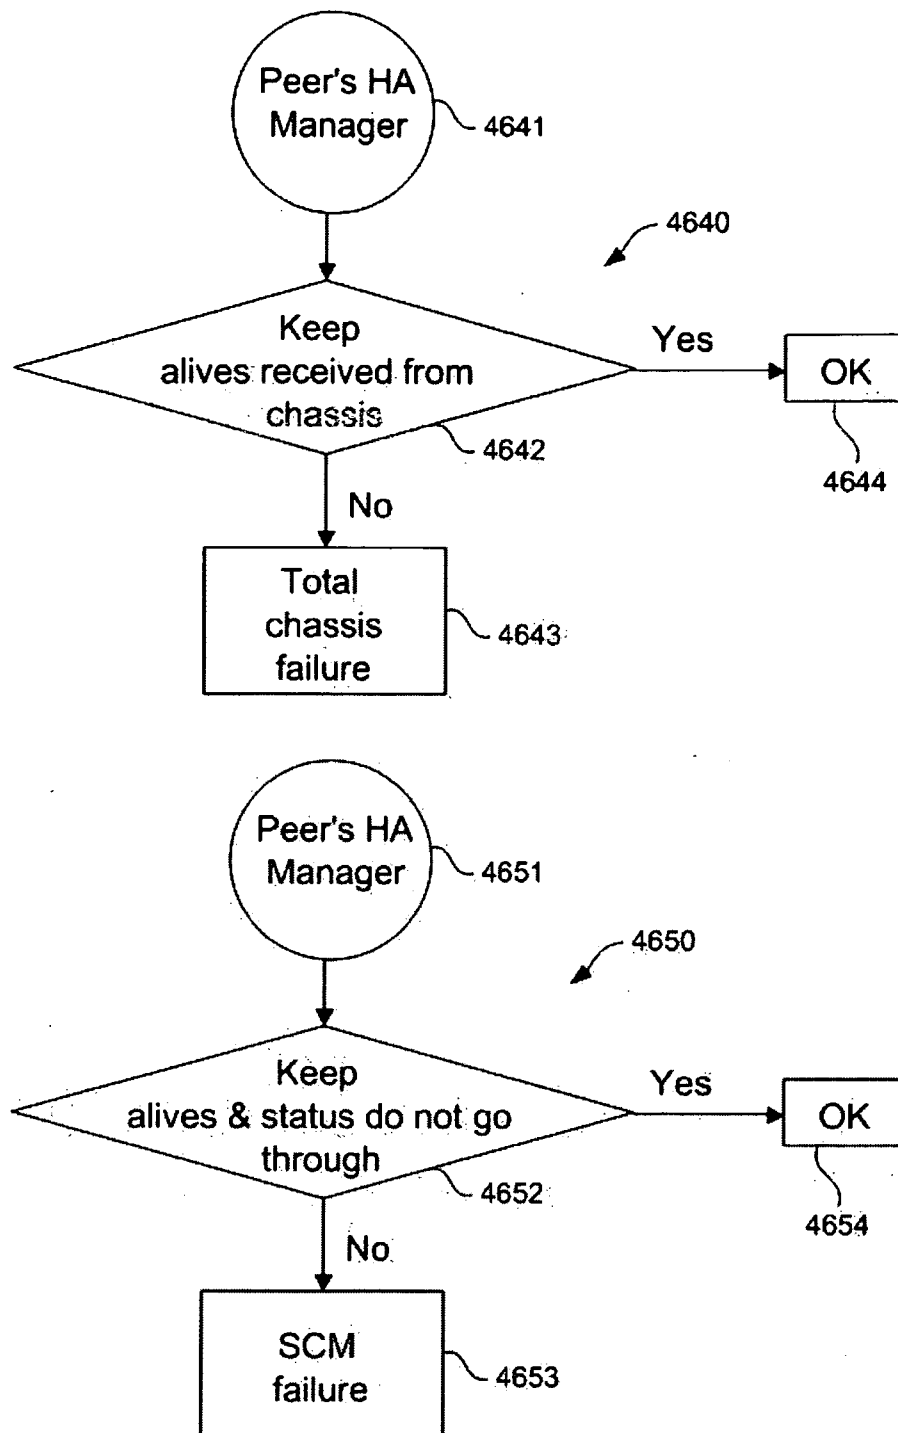 Peer's HA
Manager
4641
4640
Keep
alives received from
chassis
Yes
OK
4642
4644
No
Total
chassis
failure
4643
Peer's HA
Manager
4651
4650
Keep
alives & status do not go
through
Yes
OK
4652
4654
No
SCM
failure
4653